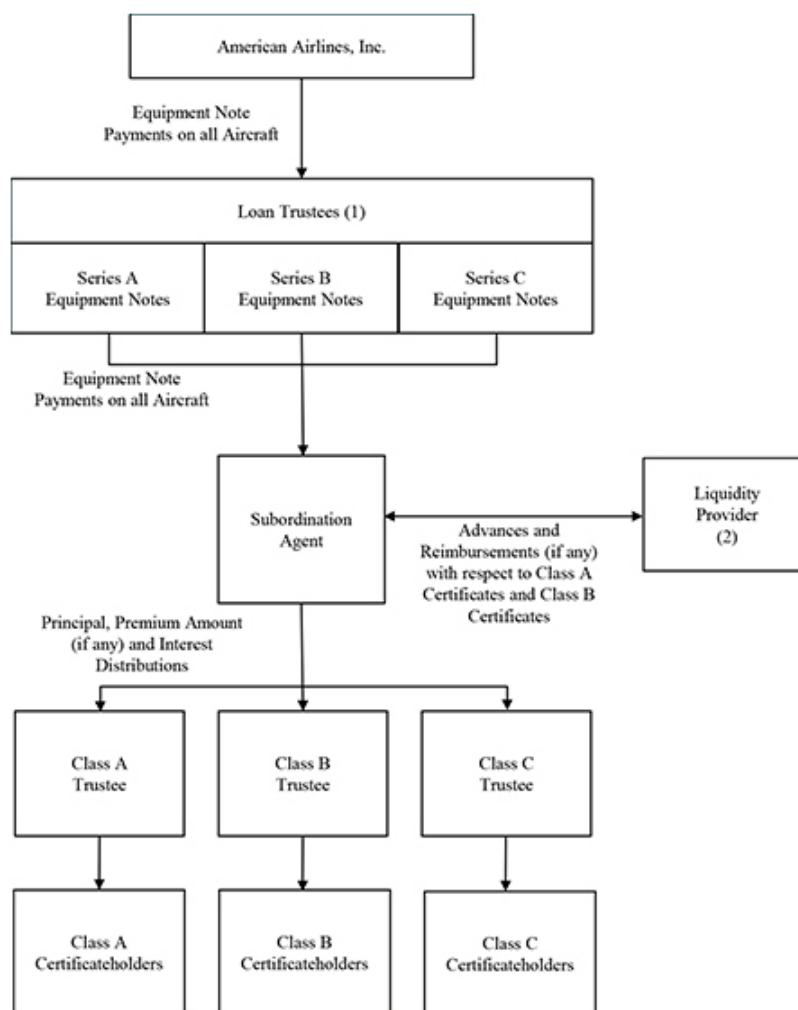 American Airlines, Inc.
Equipment Note
Payments on all Aircraft
Loan Trustees (1)
Series A
Equipment Notes
Series B
Equipment Notes
Series C
Equipment Notes
Equipment Note
Payments on all Aircraft
Subordination
Agent
Liquidity
Provider
(2)
Advances and
Reimbursements (if any)
with respect to Class A
Certificates and Class B
Certificates
Principal, Premium Amount
(if any) and Interest
Distributions
Class A
Trustee
Class B
Trustee
Class C
Trustee
Class A
Certificateholders
Class B
Certificateholders
Class C
Certificateholders